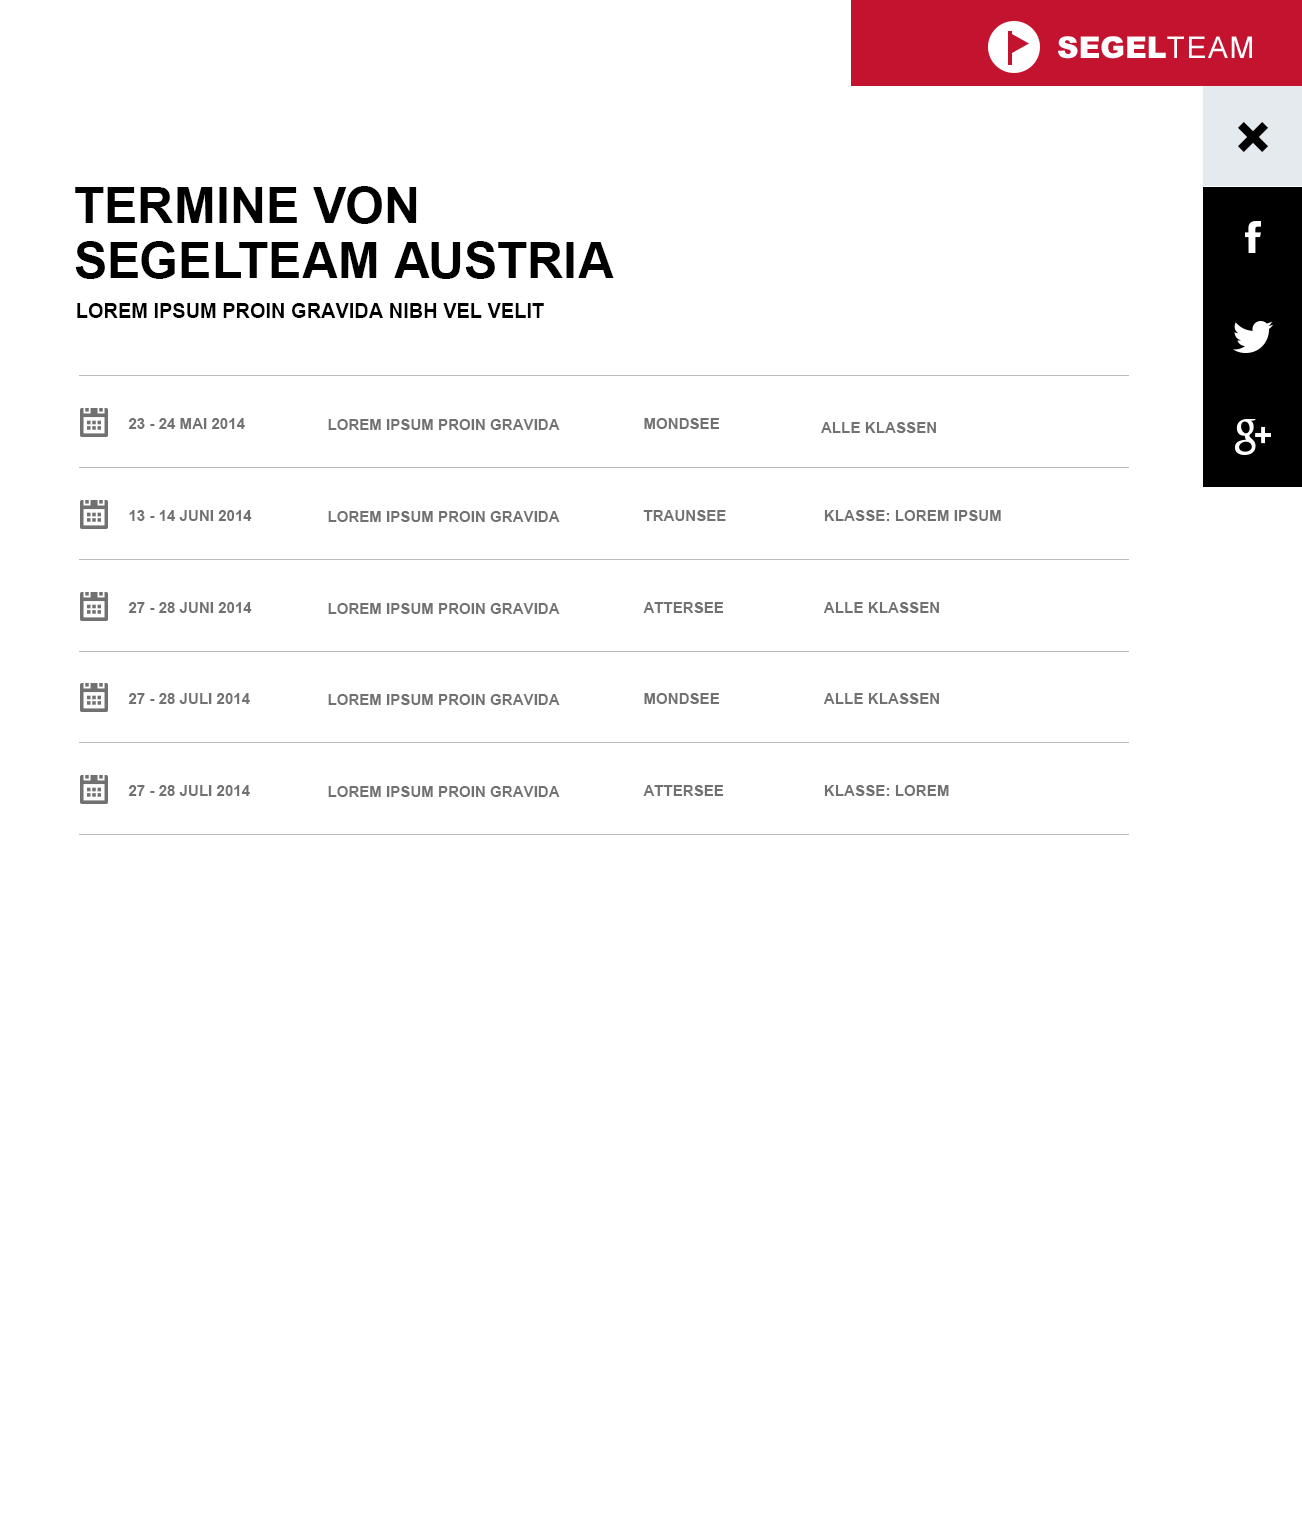 SEGELTEAM
TERMINE VON
SEGELTEAM AUSTRIA
LOREM IPSUM PROIN GRAVIDA NIBH VEL VELIT
23 - 24 MAI 2014 LOREM IPSUM PROIN GRAVIDA MONDSEE ALLE KLASSEN
13 - 14 JUNI 2014 LOREM IPSUM PROIN GRAVIDA TRAUNSEE KLASSE: LOREM IPSUM
27 - 28 JUNI 2014 LOREM IPSUM PROIN GRAVIDA ATTERSEE ALLE KLASSEN
27 - 28 JULI 2014 LOREM IPSUM PROIN GRAVIDA MONDSEE ALLE KLASSEN
27 - 28 JULI 2014 LOREM IPSUM PROIN GRAVIDA ATTERSEE KLASSE: LOREM